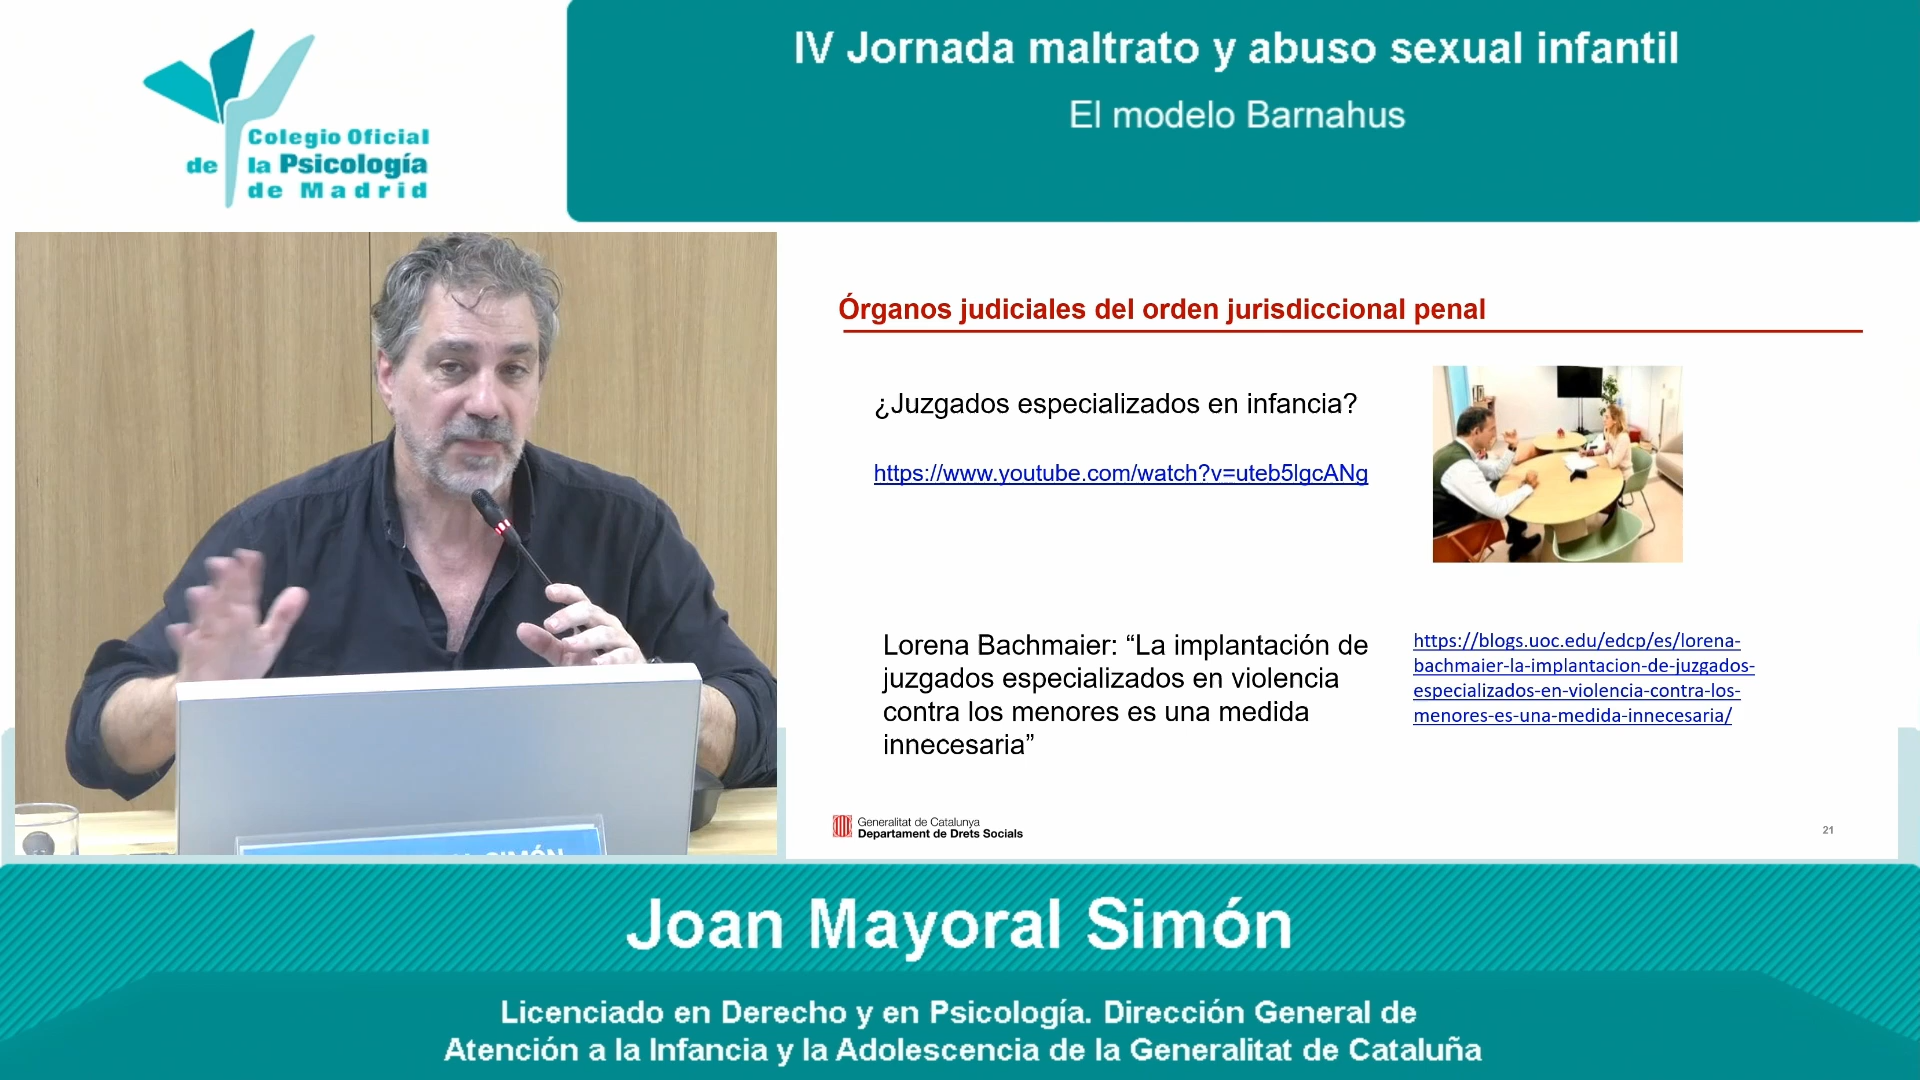 Colegio Oficial
de la Psicología
de Madrid
IV Jornada maltrato y abuso sexual infantil
El modelo Barnahus
Órganos judiciales del orden jurisdiccional penal
¿Juzgados especializados en infancia?
https://www.youtube.com/watch?v=uteb5lgcANg
Lorena Bachmaier: “La implantación de
juzgados especializados en violencia
contra los menores es una medida
innecesaria”
https://blogs.uoc.edu/edcp/es/lorena-
bachmaier-la-implantacion-de-juzgados-
especializados-en-violencia-contra-los-
menores-es-una-medida-innecesaria/
Generalitat de Catalunya
Departament de Drets Socials
21
SIMÓN
Joan Mayoral Simón
Licenciado en Derecho y en Psicología. Dirección General de
Atención a la Infancia y la Adolescencia de la Generalitat de Cataluña